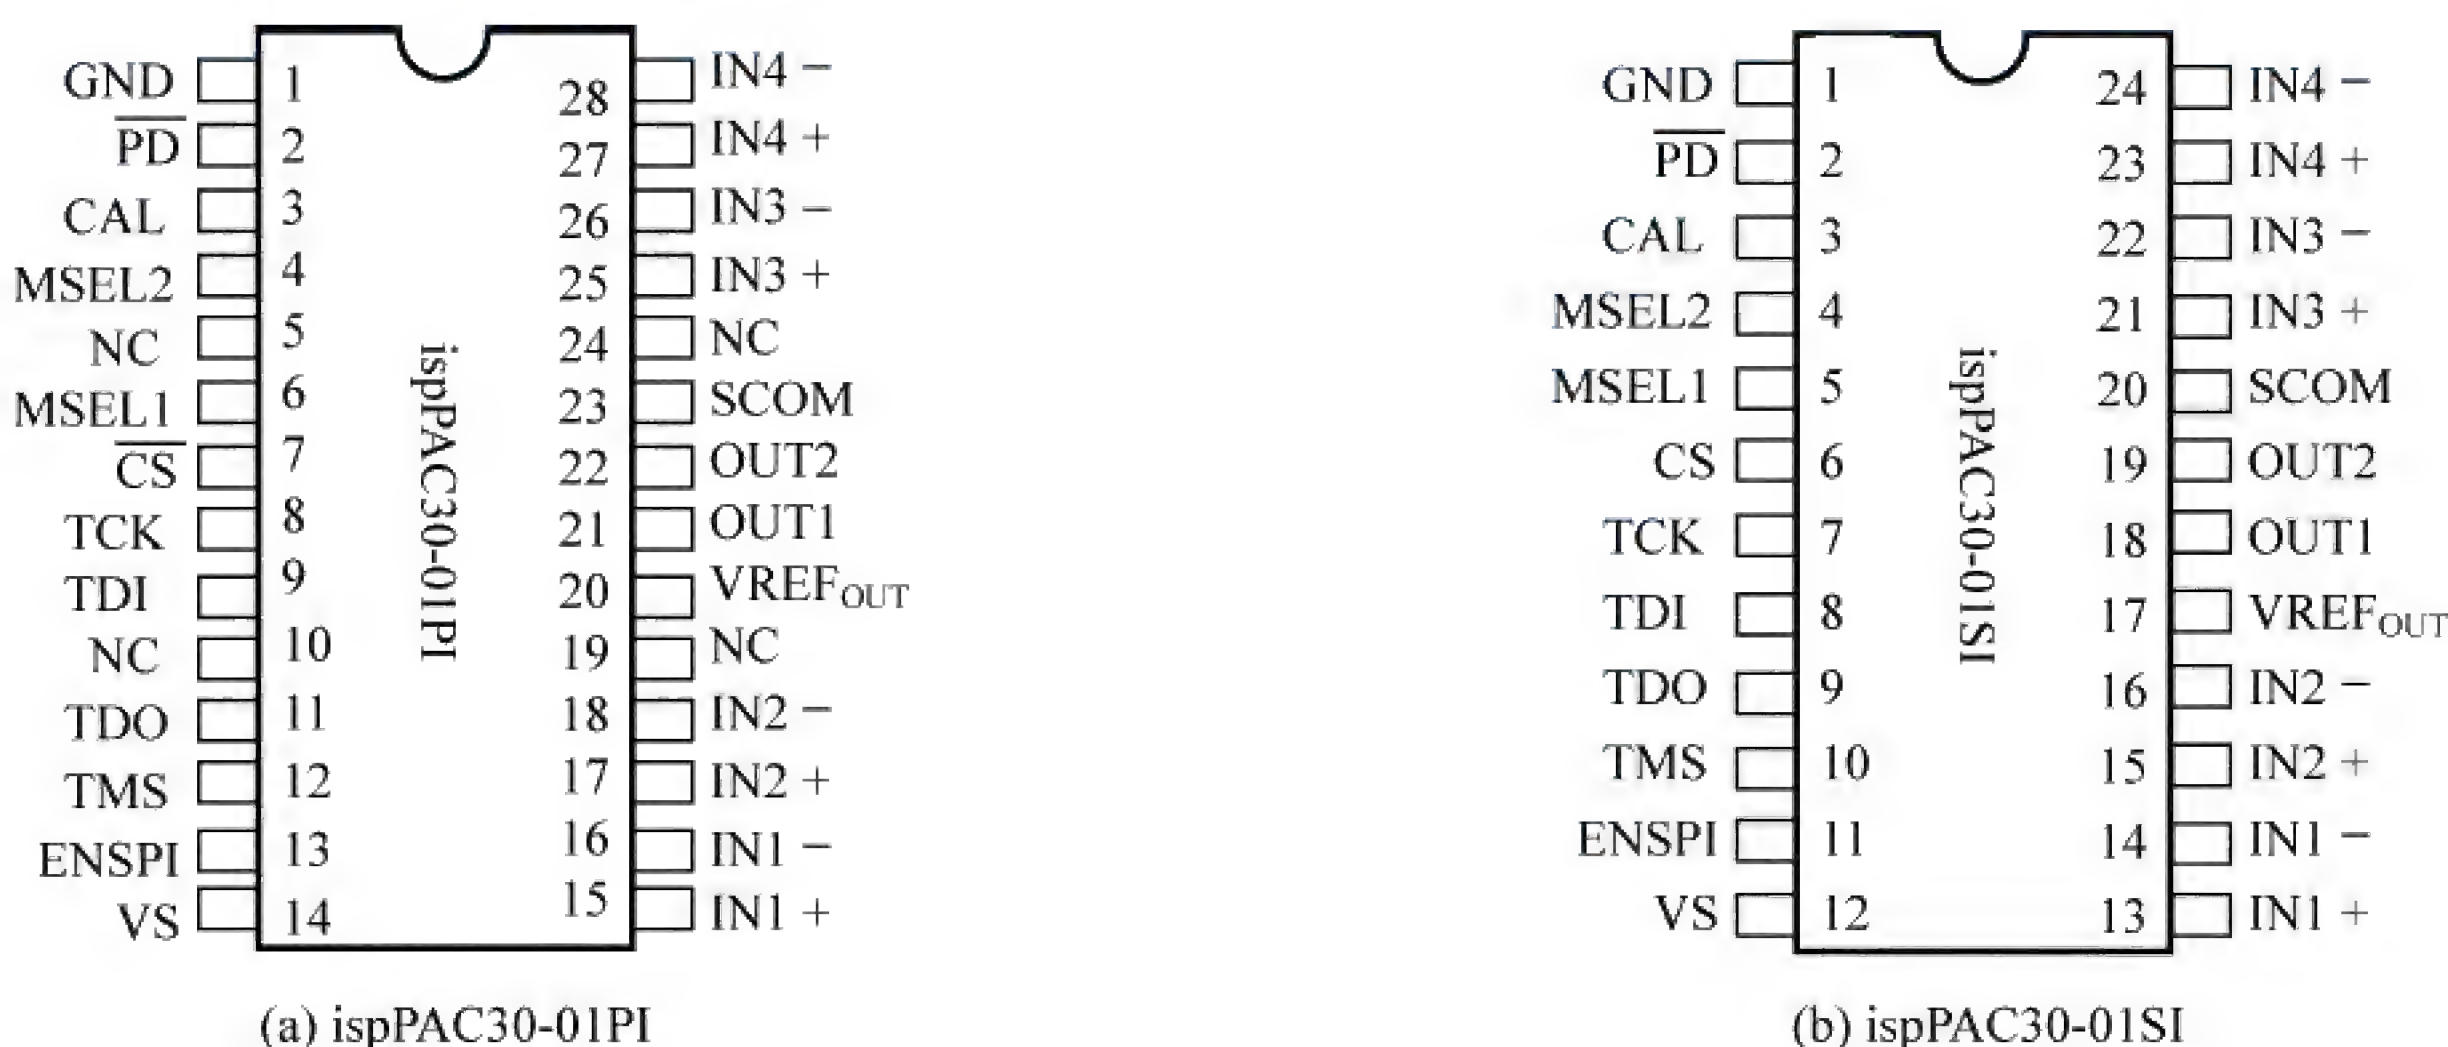 GND 1 28 IN4 −
P̅D̅ 2 27 IN4 +
CAL 3 26 IN3 −
MSEL2 4 25 IN3 +
NC 5 24 NC
MSEL1 6 23 SCOM
C̅S̅ 7 22 OUT2
TCK 8 21 OUT1
TDI 9 20 VREFOUT
NC 10 19 NC
TDO 11 18 IN2 −
TMS 12 17 IN2 +
ENSPI 13 16 IN1 −
VS 14 15 IN1 +
ispPAC30-01PI
(a) ispPAC30-01PI
GND 1 24 IN4 −
P̅D̅ 2 23 IN4 +
CAL 3 22 IN3 −
MSEL2 4 21 IN3 +
MSEL1 5 20 SCOM
CS 6 19 OUT2
TCK 7 18 OUT1
TDI 8 17 VREFOUT
TDO 9 16 IN2 −
TMS 10 15 IN2 +
ENSPI 11 14 IN1 −
VS 12 13 IN1 +
ispPAC30-01SI
(b) ispPAC30-01SI